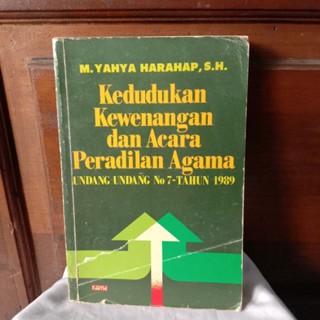 M. YAHYA HARAHAP, S.H.
Kedudukan
Kewenangan
dan Acara
Peradilan Agama
UNDANG UNDANG No 7-TAHUN 1989